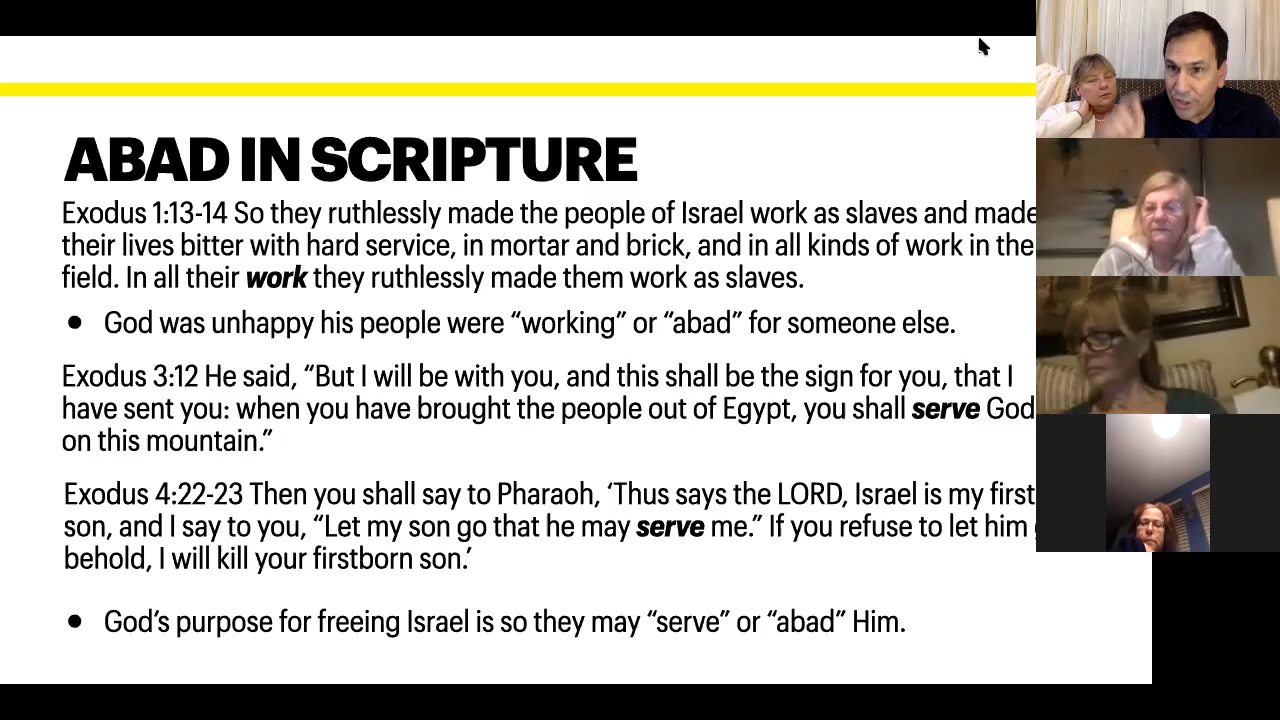 ABAD IN SCRIPTURE
Exodus 1:13-14 So they ruthlessly made the people of Israel work as slaves and made
their lives bitter with hard service, in mortar and brick, and in all kinds of work in the
field. In all their work they ruthlessly made them work as slaves.
● God was unhappy his people were “working” or “abad” for someone else.
Exodus 3:12 He said, “But I will be with you, and this shall be the sign for you, that I
have sent you: when you have brought the people out of Egypt, you shall serve God
on this mountain.”
Exodus 4:22-23 Then you shall say to Pharaoh, ‘Thus says the LORD, Israel is my first
son, and I say to you, “Let my son go that he may serve me.” If you refuse to let him
behold, I will kill your firstborn son.’
● God’s purpose for freeing Israel is so they may “serve” or “abad” Him.